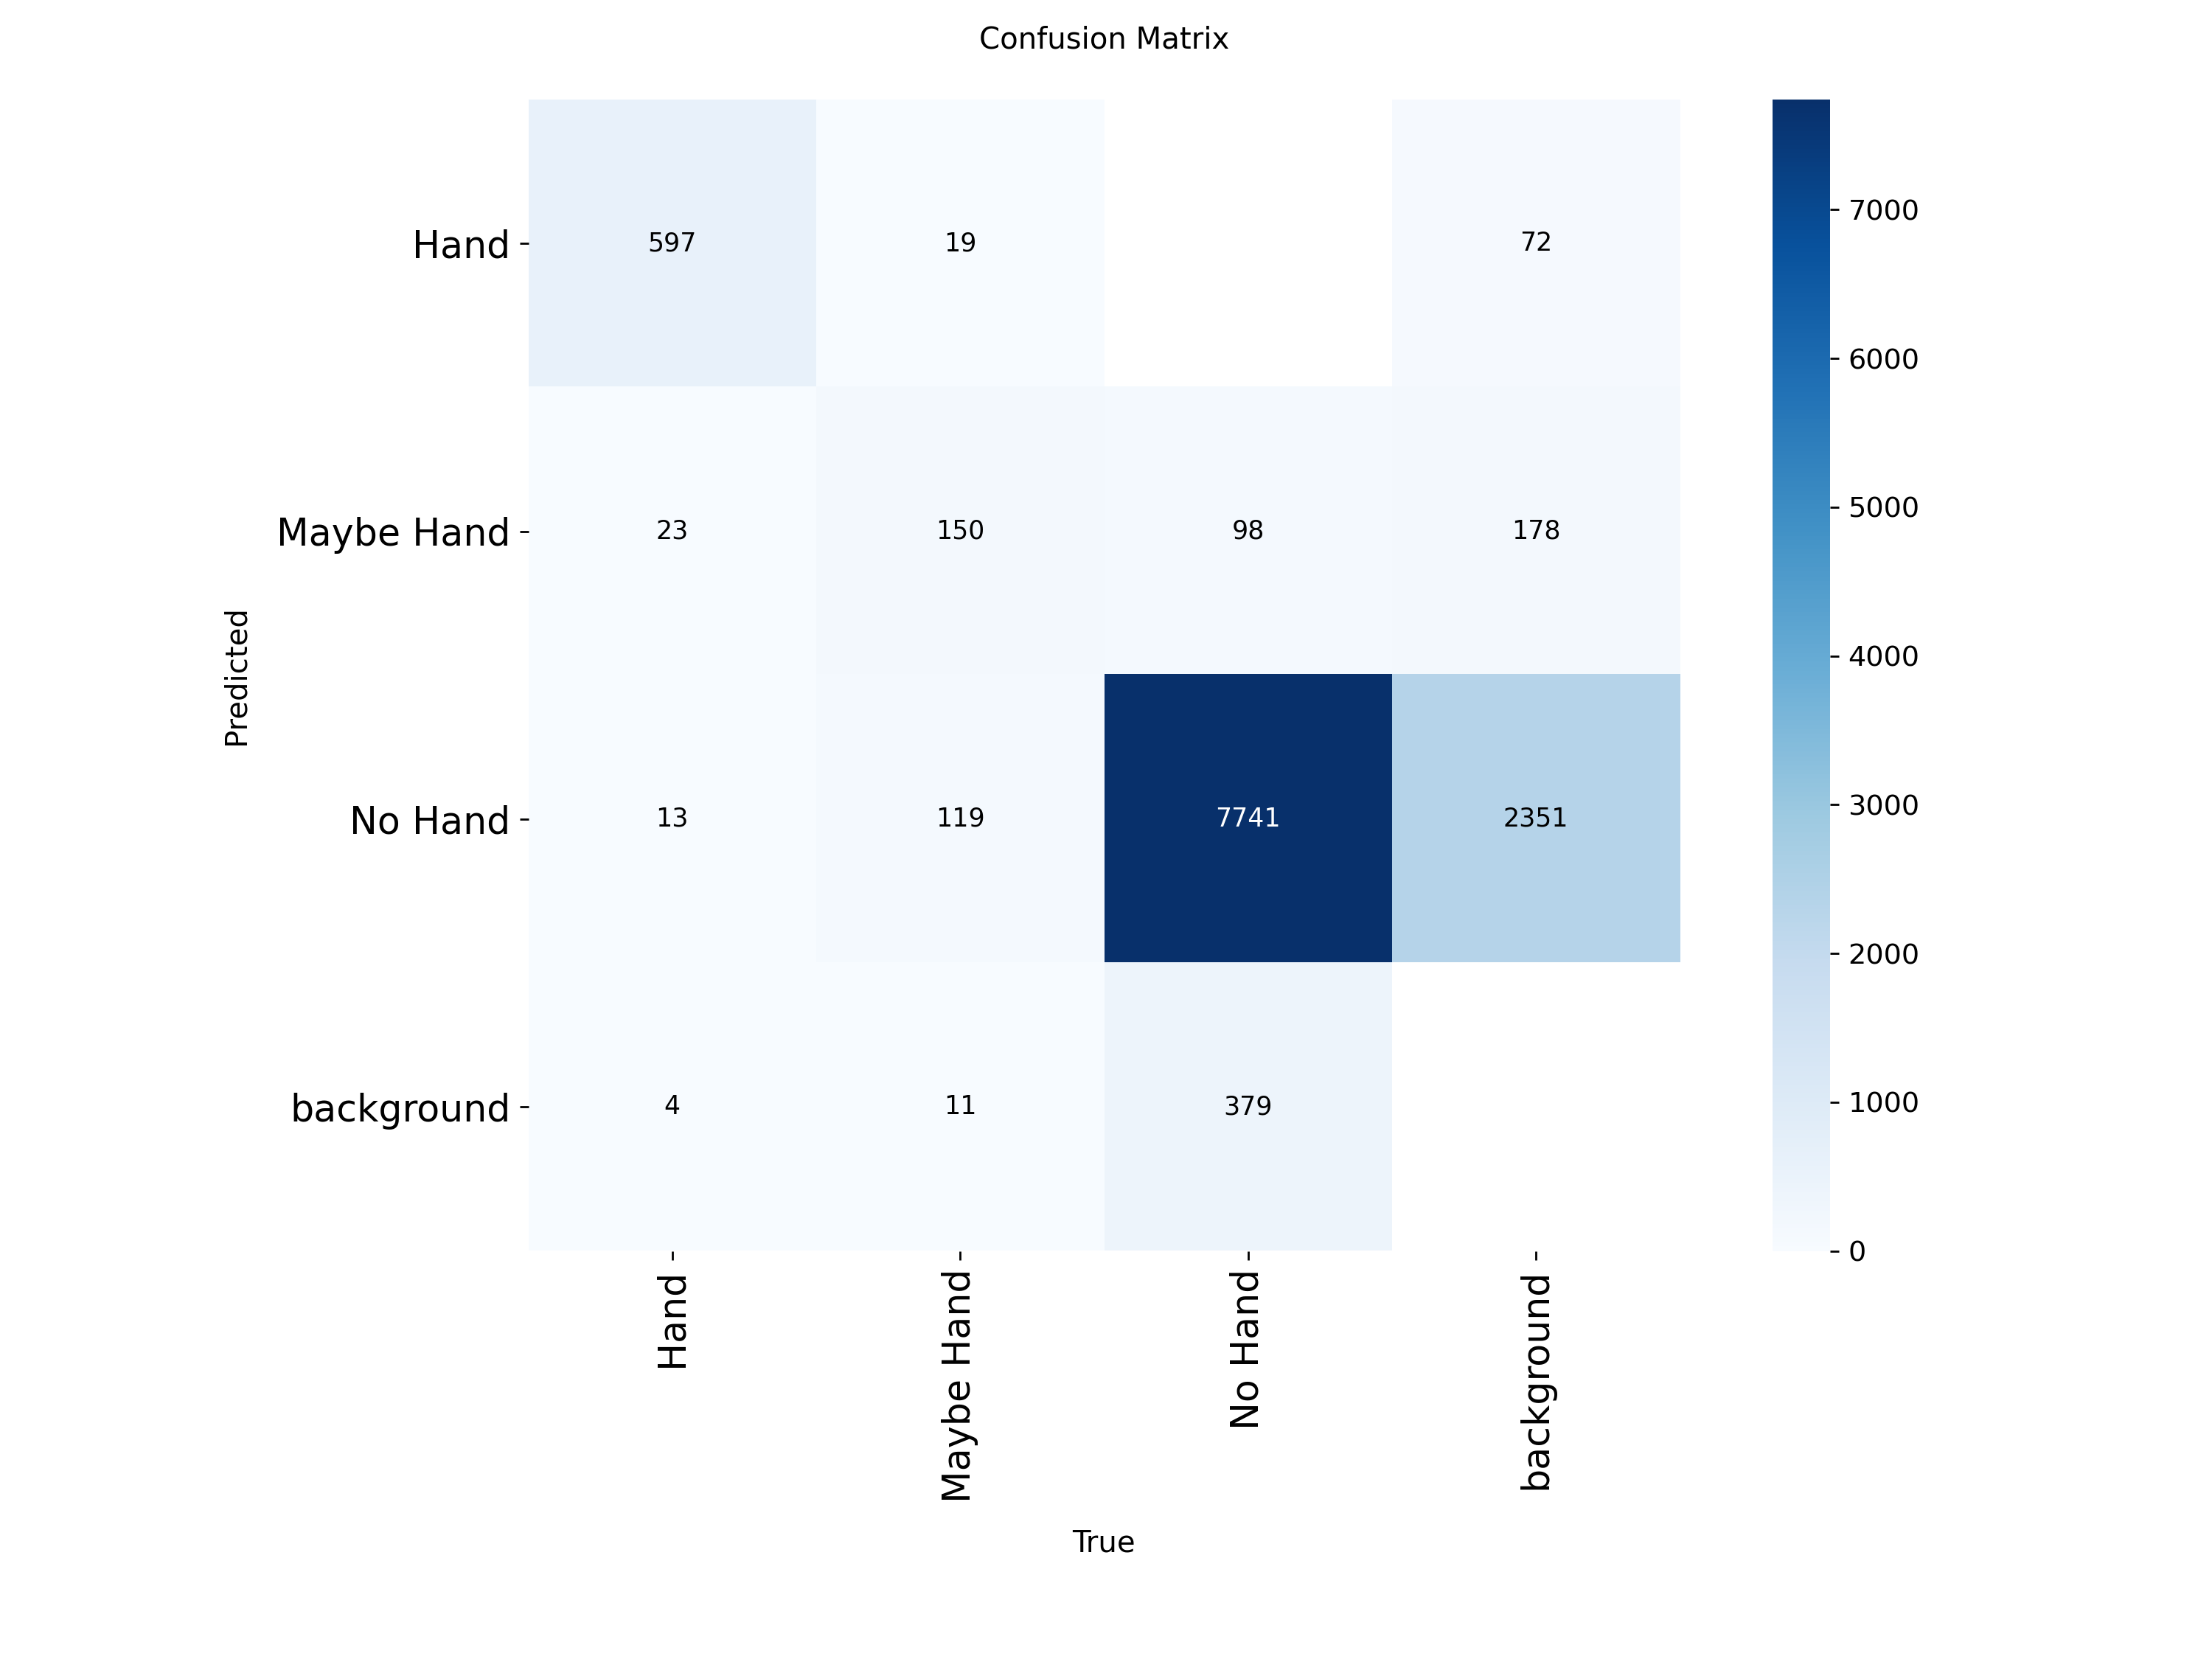 Confusion Matrix
Hand
597
19
72
7000
6000
Maybe Hand
23
150
98
178
5000
4000
Predicted
No Hand
13
119
7741
2351
3000
2000
background
4
11
379
1000
0
Hand
Maybe Hand
No Hand
background
True